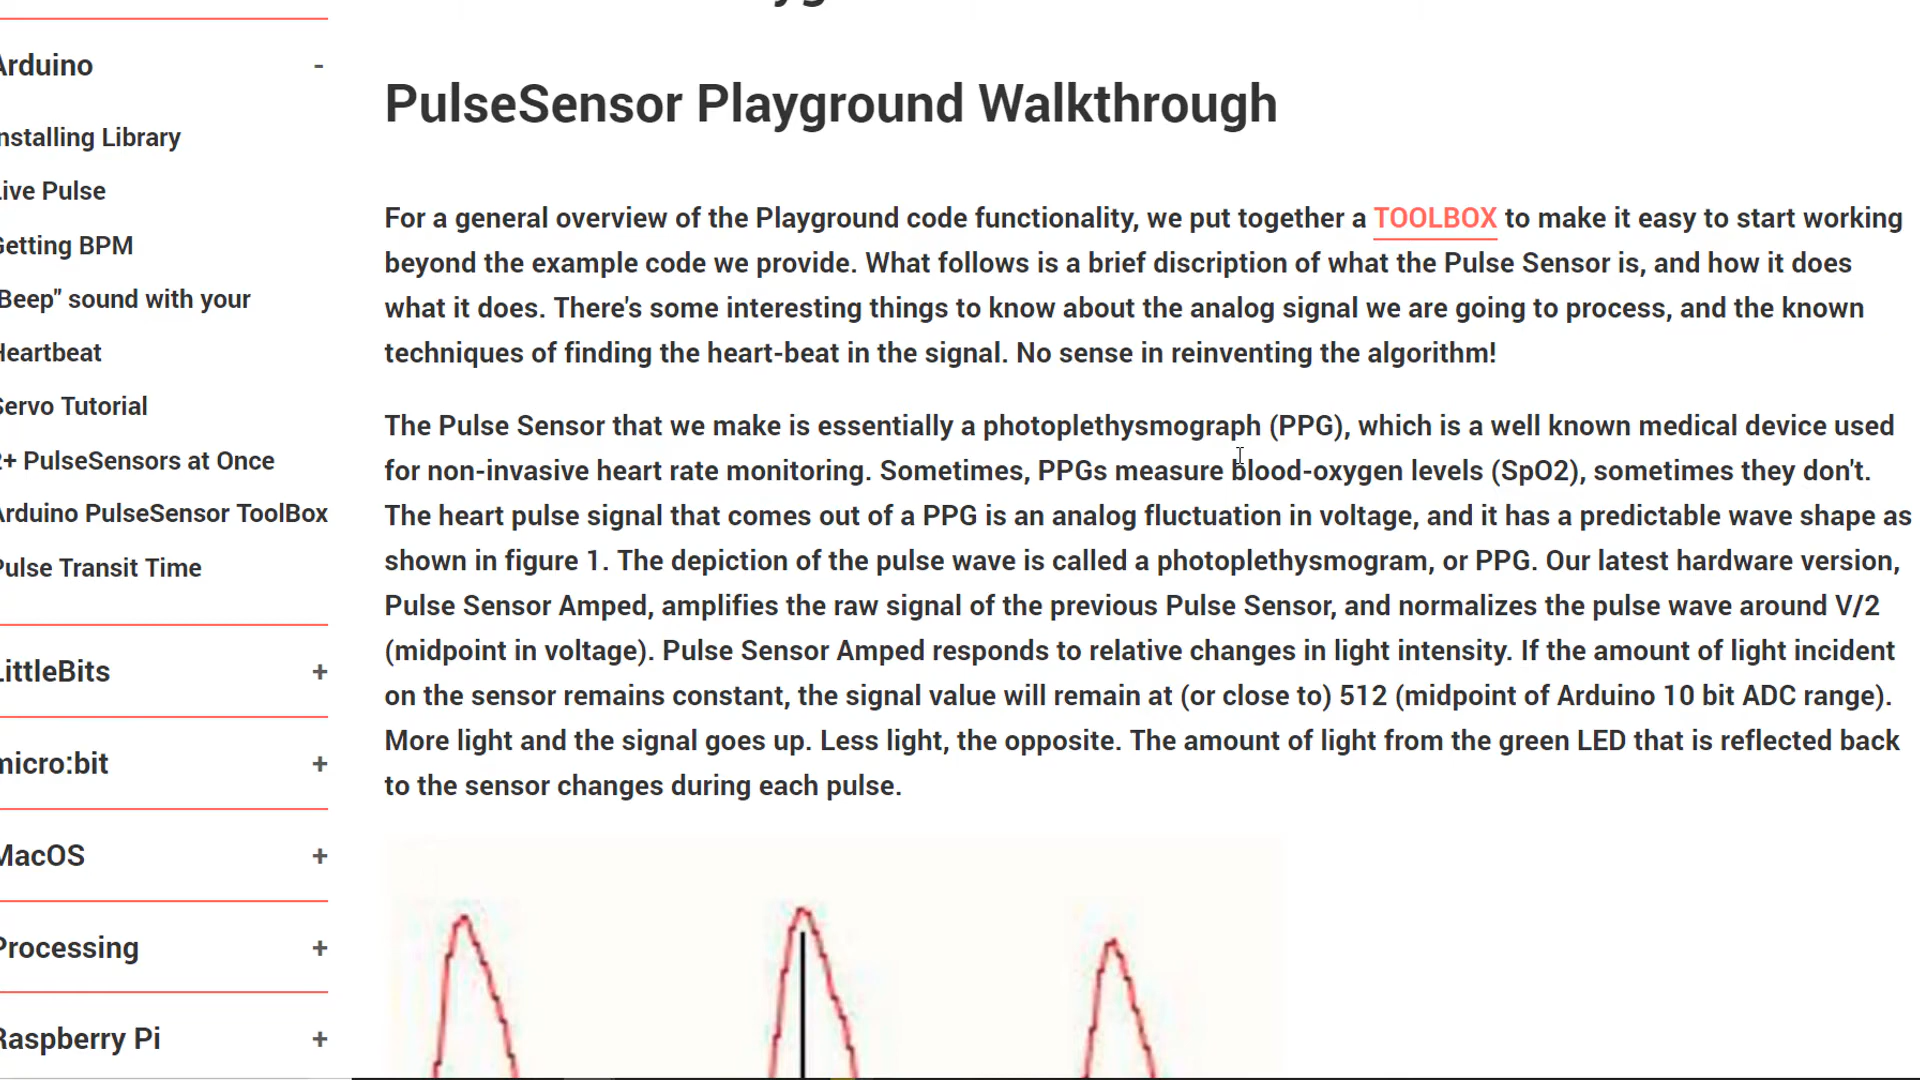 Arduino -
Installing Library
Live Pulse
Getting BPM
"Beep" sound with your
Heartbeat
Servo Tutorial
2+ PulseSensors at Once
Arduino PulseSensor ToolBox
Pulse Transit Time
LittleBits +
micro:bit +
MacOS +
Processing +
Raspberry Pi +
PulseSensor Playground Walkthrough
For a general overview of the Playground code functionality, we put together a TOOLBOX to make it easy to start working
beyond the example code we provide. What follows is a brief discription of what the Pulse Sensor is, and how it does
what it does. There's some interesting things to know about the analog signal we are going to process, and the known
techniques of finding the heart-beat in the signal. No sense in reinventing the algorithm!
The Pulse Sensor that we make is essentially a photoplethysmograph (PPG), which is a well known medical device used
for non-invasive heart rate monitoring. Sometimes, PPGs measure blood-oxygen levels (SpO2), sometimes they don't.
The heart pulse signal that comes out of a PPG is an analog fluctuation in voltage, and it has a predictable wave shape as
shown in figure 1. The depiction of the pulse wave is called a photoplethysmogram, or PPG. Our latest hardware version,
Pulse Sensor Amped, amplifies the raw signal of the previous Pulse Sensor, and normalizes the pulse wave around V/2
(midpoint in voltage). Pulse Sensor Amped responds to relative changes in light intensity. If the amount of light incident
on the sensor remains constant, the signal value will remain at (or close to) 512 (midpoint of Arduino 10 bit ADC range).
More light and the signal goes up. Less light, the opposite. The amount of light from the green LED that is reflected back
to the sensor changes during each pulse.